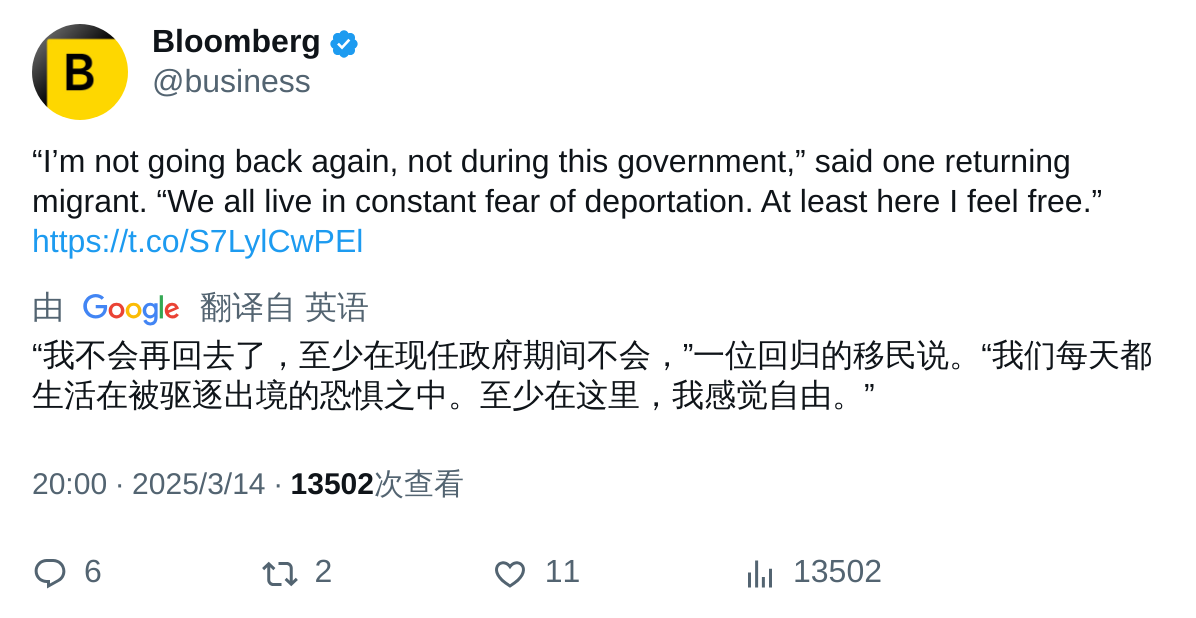 B
Bloomberg
@business
“I’m not going back again, not during this government,” said one returning
migrant. “We all live in constant fear of deportation. At least here I feel free.”
https://t.co/S7LylCwPEl
由 Google 翻译自 英语
“我不会再回去了，至少在现任政府期间不会，”一位回归的移民说。“我们每天都
生活在被驱逐出境的恐惧之中。至少在这里，我感觉自由。”
20:00 · 2025/3/14 · 13502次查看
6 2 11 13502